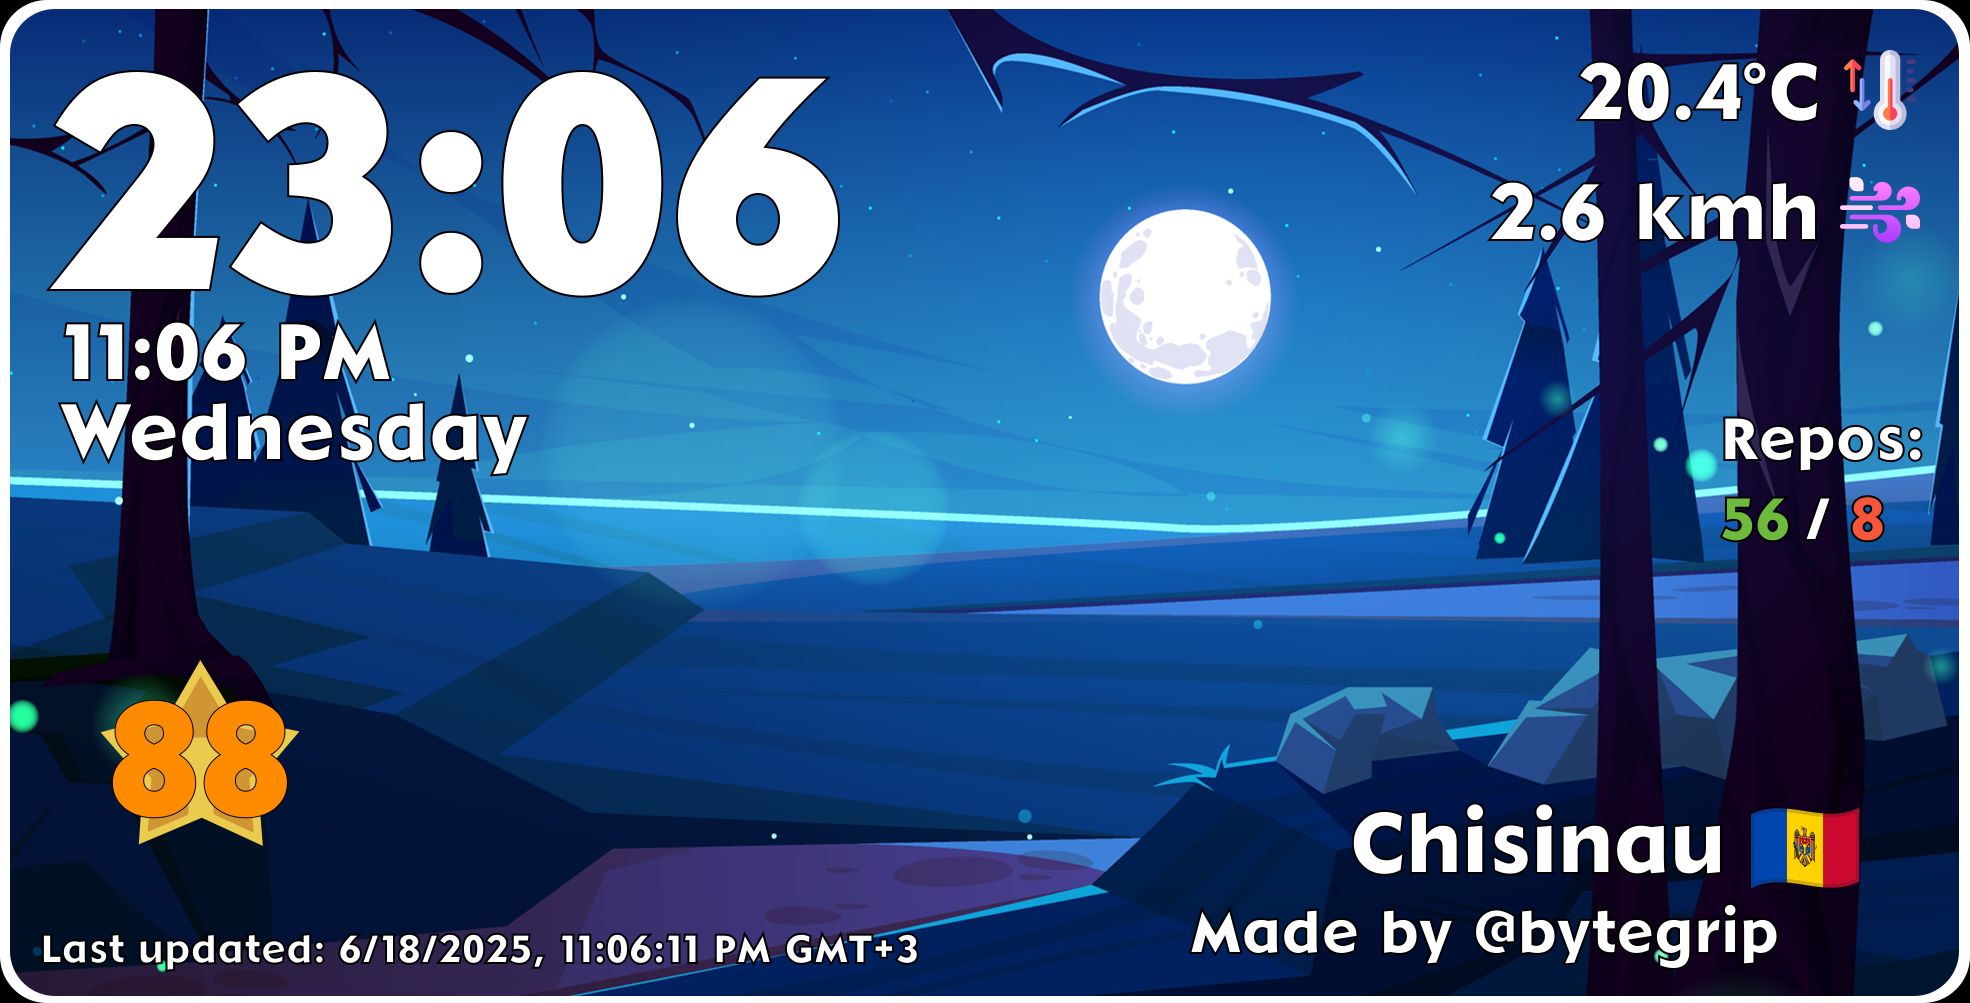 23:06
11:06 PM
Wednesday
20.4°C
2.6 kmh
Repos:
56 / 8
88
Chisinau
Made by @bytegrip
Last updated: 6/18/2025, 11:06:11 PM GMT+3